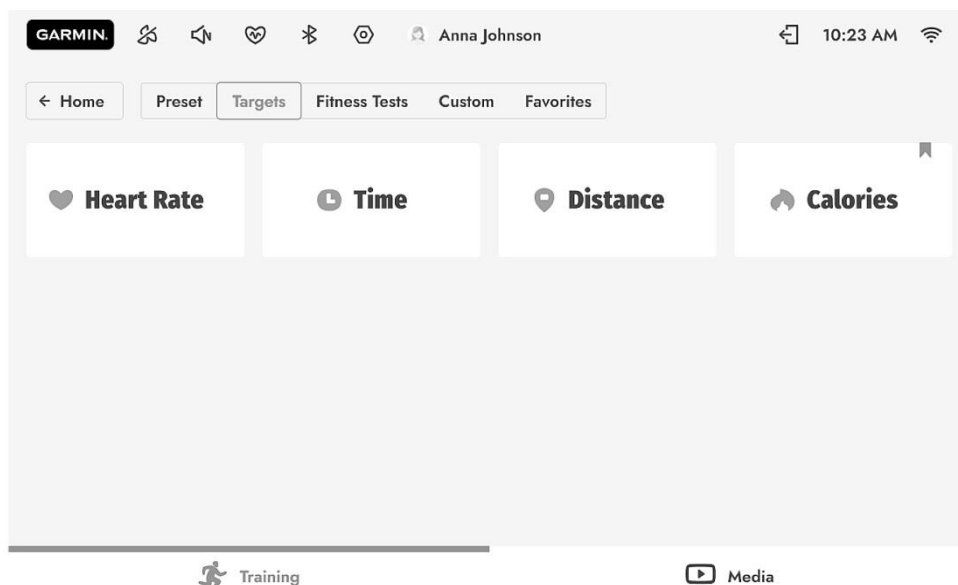 GARMIN. Anna Johnson 10:23 AM
← Home Preset Targets Fitness Tests Custom Favorites
Heart Rate Time Distance Calories
Training Media